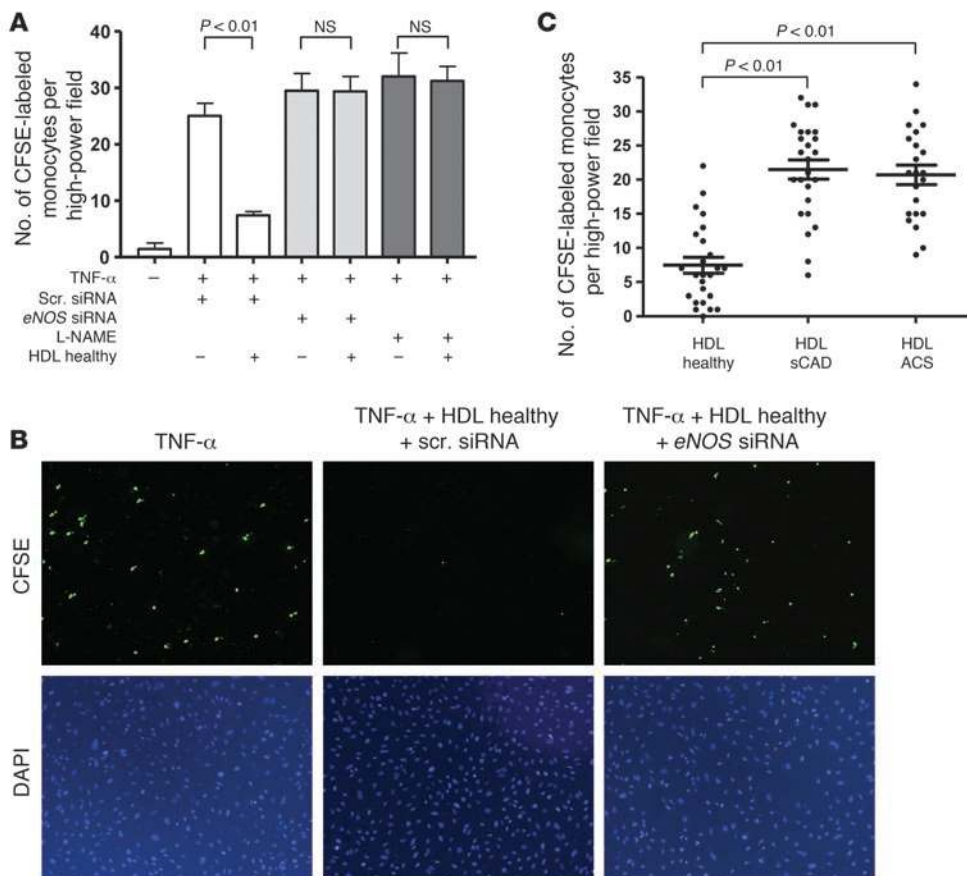 A
No. of CFSE-labeled
monocytes per
high-power field
40
30
20
10
0
P < 0.01
NS
NS
TNF-α – + + + + + +
Scr. siRNA + +
eNOS siRNA + +
L-NAME + +
HDL healthy – + – + – +
C
No. of CFSE-labeled monocytes
per high-power field
P < 0.01
P < 0.01
35
30
25
20
15
10
5
0
HDL
healthy
HDL
sCAD
HDL
ACS
B
TNF-α
TNF-α + HDL healthy
+ scr. siRNA
TNF-α + HDL healthy
+ eNOS siRNA
CFSE
DAPI